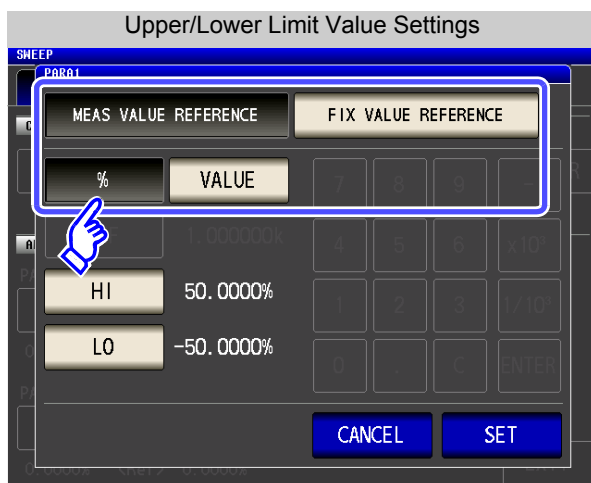 Upper/Lower Limit Value Settings
SWEEP
PARA1
MEAS VALUE REFERENCE FIX VALUE REFERENCE
% VALUE 7 8 9 -
1.000000k 4 5 6 x10³
HI 50.0000% 1 2 3 1/10³
LO -50.0000% 0 . C ENTER
CANCEL SET